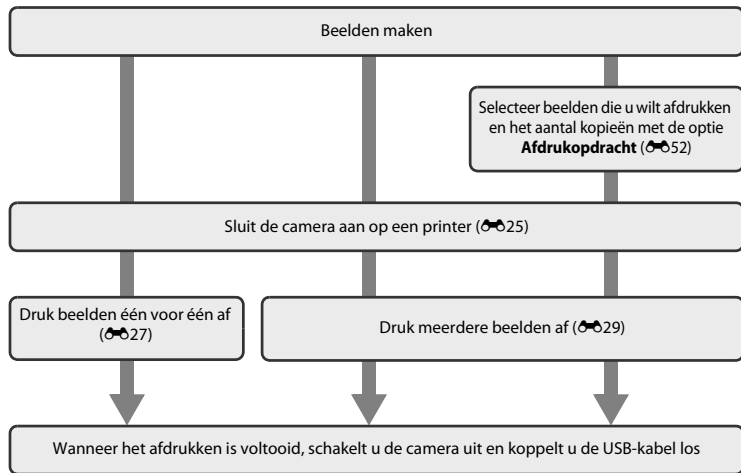 Beelden maken
Selecteer beelden die u wilt afdrukken
en het aantal kopieën met de optie
Afdrukopdracht (52)
Sluit de camera aan op een printer (25)
Druk beelden één voor één af
(27)
Druk meerdere beelden af (29)
Wanneer het afdrukken is voltooid, schakelt u de camera uit en koppelt u de USB-kabel los